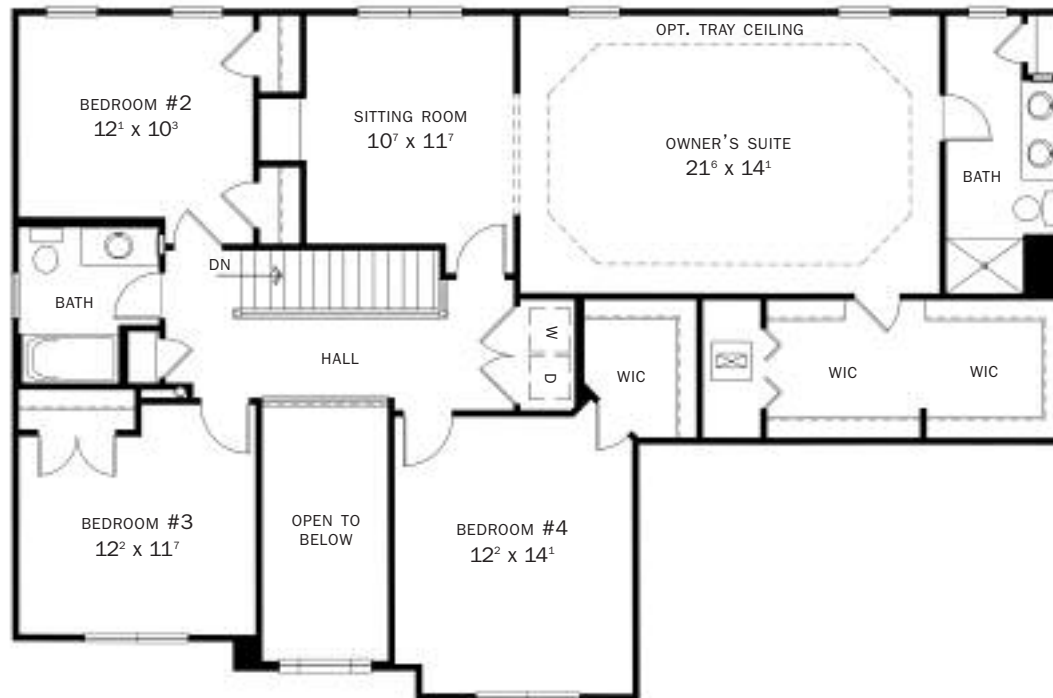 OPT. TRAY CEILING
BEDROOM #2
12¹ x 10³
SITTING ROOM
10⁷ x 11⁷
OWNER'S SUITE
21⁶ x 14¹
BATH
DN
BATH
HALL
W
D
WIC
WIC
WIC
BEDROOM #3
12² x 11⁷
OPEN TO
BELOW
BEDROOM #4
12² x 14¹